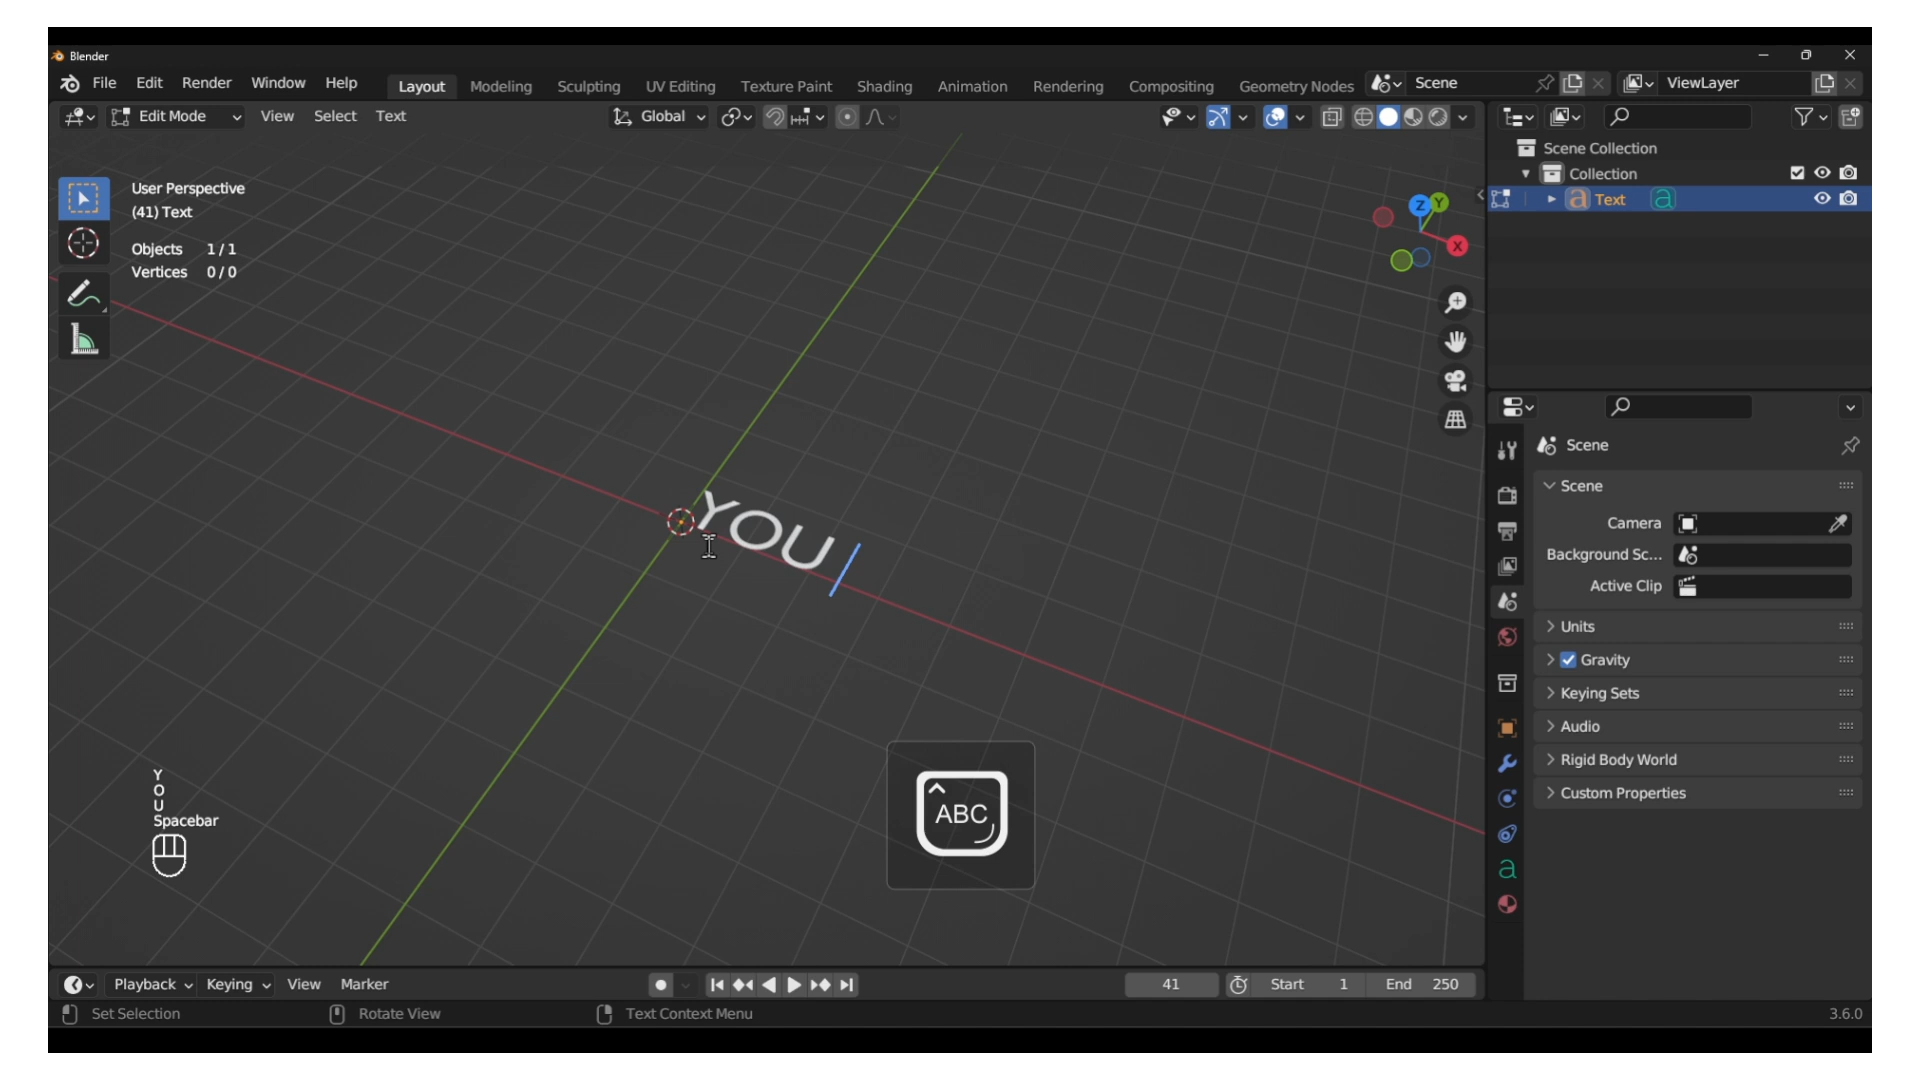 Blender
File Edit Render Window Help Layout Modeling Sculpting UV Editing Texture Paint Shading Animation Rendering Compositing Geometry Nodes Scene ViewLayer
Edit Mode View Select Text Global
User Perspective
(41) Text
Objects 1/1
Vertices 0/0
Z Y X
YOU
Y
O
U
Spacebar
ABC
Scene Collection
Collection
a Text a
Scene
Scene
Camera
Background Sc...
Active Clip
Units
Gravity
Keying Sets
Audio
Rigid Body World
Custom Properties
a
Playback Keying View Marker 41 Start 1 End 250
Set Selection Rotate View Text Context Menu 3.6.0